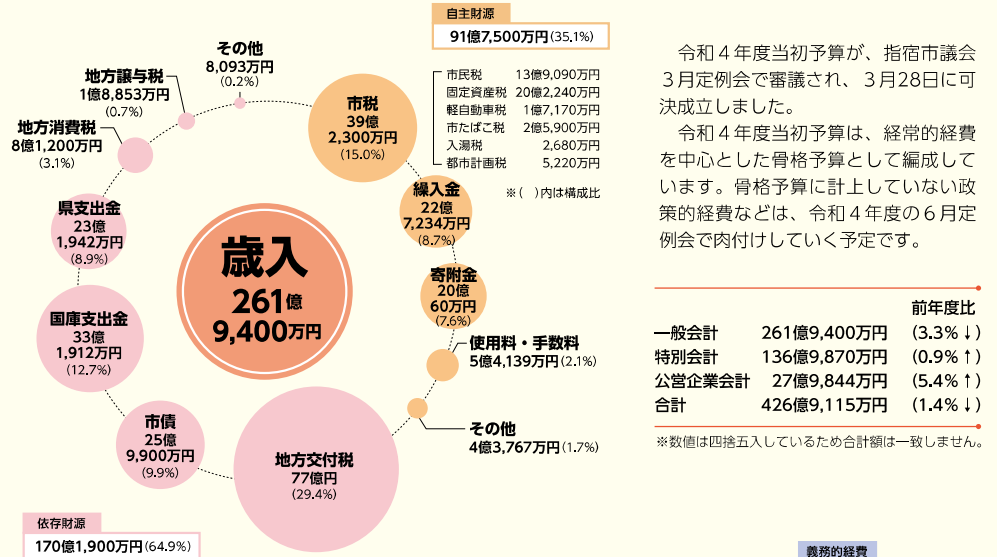 自主財源
91億7,500万円(35.1%)
その他
8,093万円
(0.2%)
地方譲与税
1億8,853万円
(0.7%)
地方消費税
8億1,200万円
(3.1%)
県支出金
23億
1,942万円
(8.9%)
国庫支出金
33億
1,912万円
(12.7%)
市債
25億
9,900万円
(9.9%)
地方交付税
77億円
(29.4%)
依存財源
170億1,900万円(64.9%)
歳入
261億
9,400万円
市税
39億
2,300万円
(15.0%)
市民税 13億9,090万円
固定資産税 20億2,240万円
軽自動車税 1億7,170万円
市たばこ税 2億5,900万円
入湯税 2,680万円
都市計画税 5,220万円
※( )内は構成比
繰入金
22億
7,234万円
(8.7%)
寄附金
20億
60万円
(7.6%)
使用料・手数料
5億4,139万円(2.1%)
その他
4億3,767万円(1.7%)
令和4年度当初予算が、指宿市議会
3月定例会で審議され、3月28日に可
決成立しました。
令和4年度当初予算は、経常的経費
を中心とした骨格予算として編成して
います。骨格予算に計上していない政
策的経費などは、令和4年度の6月定
例会で肉付けしていく予定です。
前年度比
一般会計 261億9,400万円 (3.3%↓)
特別会計 136億9,870万円 (0.9%↑)
公営企業会計 27億9,844万円 (5.4%↑)
合計 426億9,115万円 (1.4%↓)
※数値は四捨五入しているため合計額は一致しません。
義務的経費